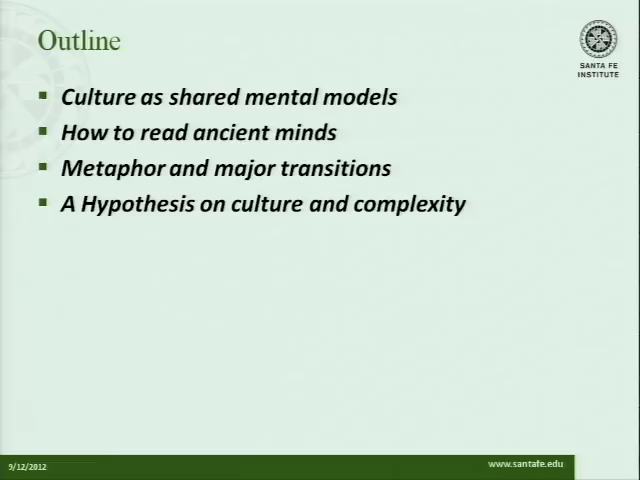 Outline
SANTA FE
INSTITUTE
Culture as shared mental models
How to read ancient minds
Metaphor and major transitions
A Hypothesis on culture and complexity
9/12/2012
www.santafe.edu